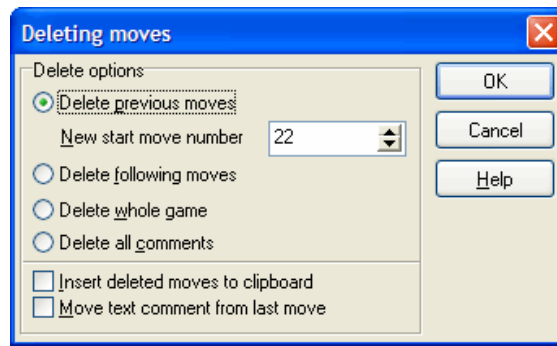 Deleting moves
Delete options
Delete previous moves
New start move number 22
Delete following moves
Delete whole game
Delete all comments
Insert deleted moves to clipboard
Move text comment from last move
OK
Cancel
Help